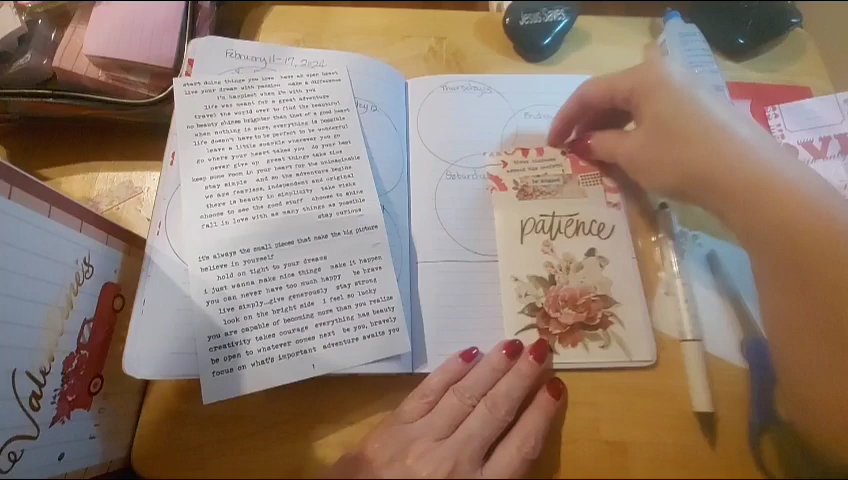 Jesus Saves
February 11-17, 2024
start doing things you love have an open heart
live your dream with passion make a difference
i'm happiest when i'm with you
life was meant for a great adventure
travel the world over to find the beautiful
no beauty shines brighter than that of a good heart
when nothing is sure, everything is possible
life doesn't have to be perfect to be wonderful
leave a little sparkle wherever you go
go where your heart takes you do your best
never give up great things take time
keep some room in your heart for the unimaginable
stay simple and so the adventure begins
we are fearless, independent and original
there is beauty in simplicity take risks
choose to see the good stuff choose to shine
fall in love with as many things as possible
stay curious
it's always the small pieces that make the big picture
believe in yourself
hold on tight to your dreams
i just wanna make nice things make it happen
you can never have too much happy be brave
live simply give generously stay strong
look on the bright side i feel so lucky
you are capable of becoming more than you realize
creativity takes courage everything has beauty
be open to whatever comes next be you, bravely
focus on what's important adventure awaits you
Thursday
Friday
Saturday
patience
Valentine's